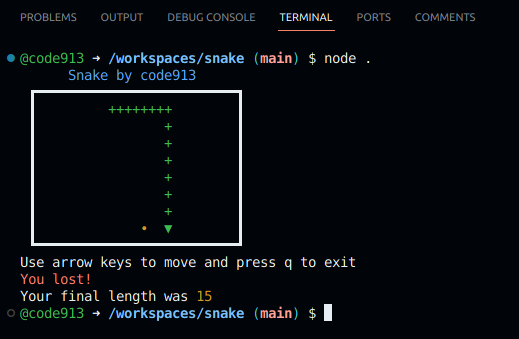 PROBLEMS OUTPUT DEBUG CONSOLE TERMINAL PORTS COMMENTS
@code913 ➜ /workspaces/snake (main) $ node .
Snake by code913
++++++++
+
+
+
+
+
+
• ▼
Use arrow keys to move and press q to exit
You lost!
Your final length was 15
@code913 ➜ /workspaces/snake (main) $